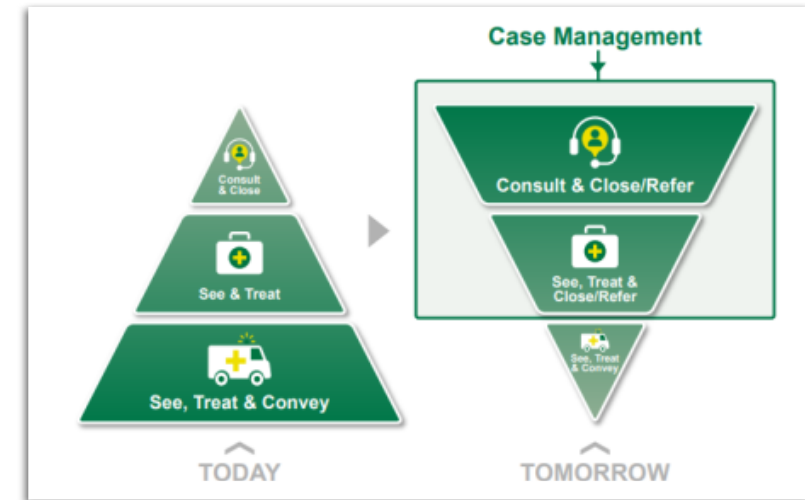 Case Management
Consult
& Close
See & Treat
See, Treat & Convey
TODAY
Consult & Close/Refer
See, Treat &
Close/Refer
See, Treat
& Convey
TOMORROW